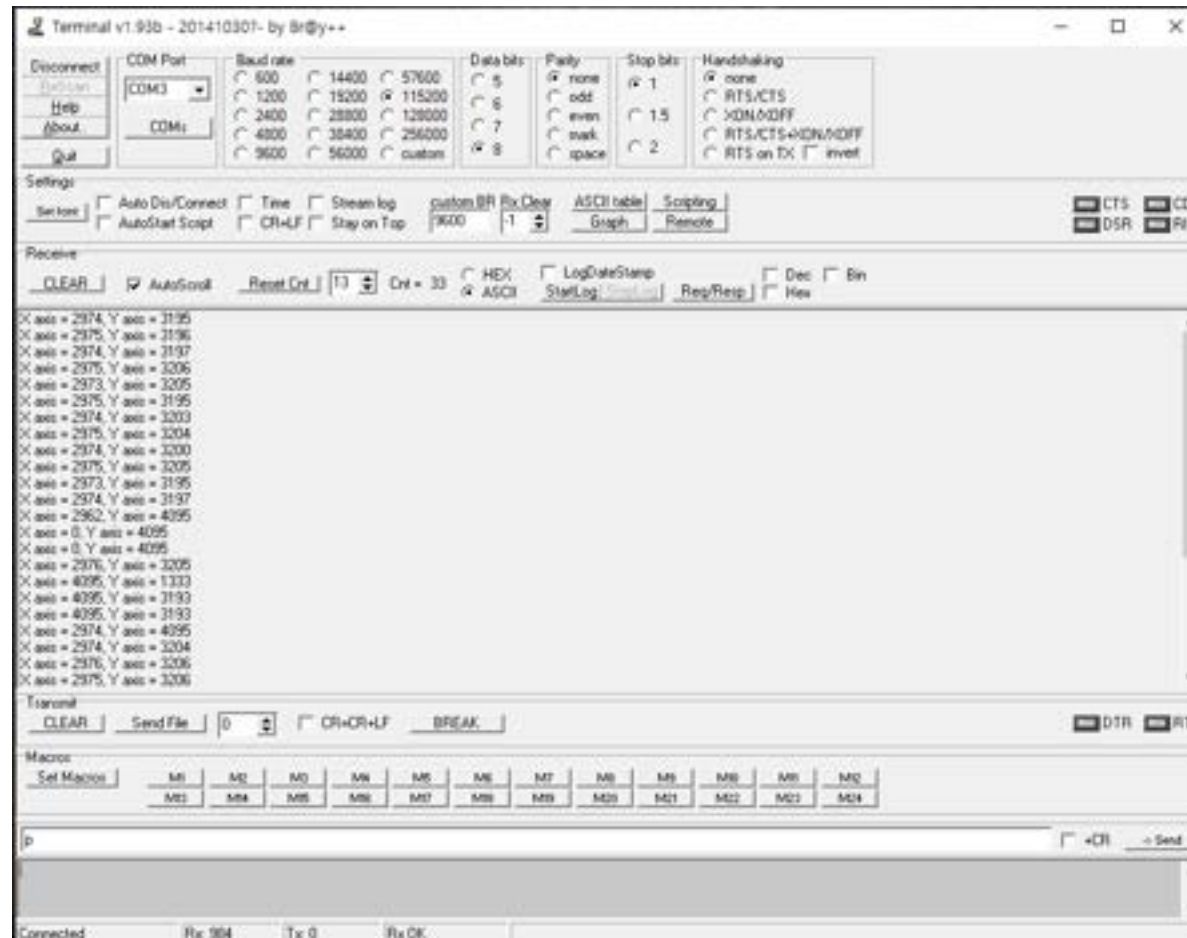 Terminal v1.93b - 20141030?- by Br@y++
Disconnect
Help
About..
Quit
COM Port
COM3
COMs
Baud rate
600 14400 57600
1200 19200 115200
2400 28800 128000
4800 38400 256000
9600 56000 custom
Data bits
5
6
7
8
Parity
none
odd
even
mark
space
Stop bits
1
1.5
2
Handshaking
none
RTS/CTS
XON/XOFF
RTS/CTS+XON/XOFF
RTS on TX invert
Settings
Set font
Auto Dis/Connect Time Stream log custom BR Rx Clear ASCII table Scripting CTS CD
AutoStart Script CR=LF Stay on Top 9600 -1 Graph Remote DSR RI
Receive
CLEAR AutoScroll Reset Cnt 13 Cnt = 33 HEX ASCII LogDateStamp StartLog StopLog Req/Resp Dec Bin Hex
X axis = 2974, Y axis = 3195
X axis = 2975, Y axis = 3196
X axis = 2974, Y axis = 3197
X axis = 2975, Y axis = 3206
X axis = 2973, Y axis = 3205
X axis = 2975, Y axis = 3195
X axis = 2974, Y axis = 3203
X axis = 2975, Y axis = 3204
X axis = 2974, Y axis = 3200
X axis = 2975, Y axis = 3205
X axis = 2973, Y axis = 3195
X axis = 2974, Y axis = 3197
X axis = 2962, Y axis = 4095
X axis = 0, Y axis = 4095
X axis = 0, Y axis = 4095
X axis = 2976, Y axis = 3205
X axis = 4095, Y axis = 1333
X axis = 4095, Y axis = 3193
X axis = 4095, Y axis = 3193
X axis = 2974, Y axis = 4095
X axis = 2974, Y axis = 3204
X axis = 2976, Y axis = 3206
X axis = 2975, Y axis = 3206
Transmit
CLEAR Send File 0 CR=CR+LF BREAK DTR RT
Macros
Set Macros M1 M2 M3 M4 M5 M6 M7 M8 M9 M10 M11 M12
M13 M14 M15 M16 M17 M18 M19 M20 M21 M22 M23 M24
p +CR -> Send
Connected Rx: 984 Tx: 0 Rx OK